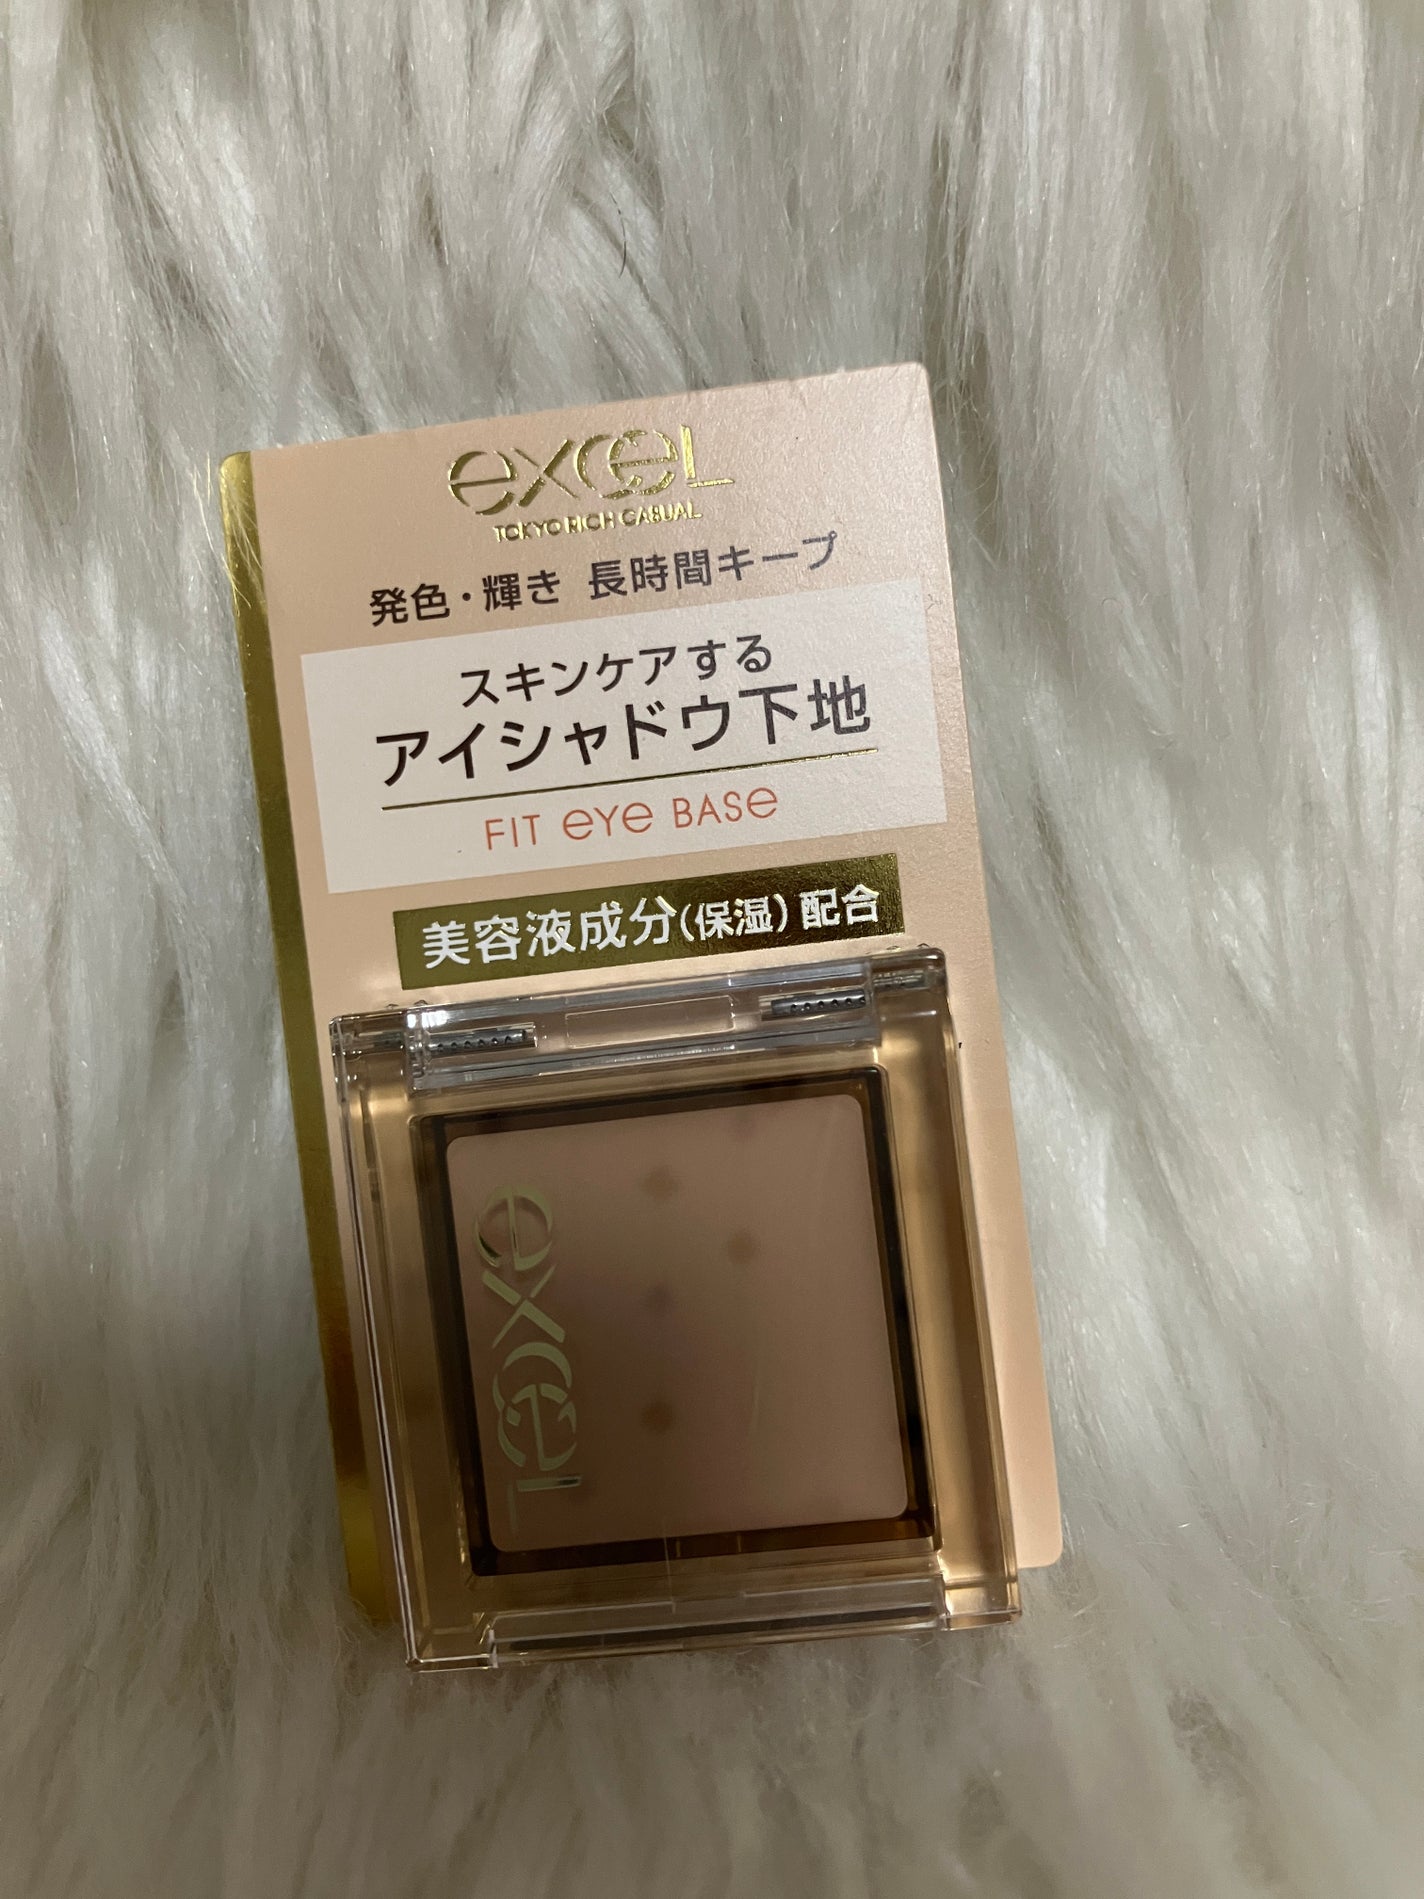 excel
TOKYO RICH CASUAL
発色・輝き 長時間キープ
スキンケアする
アイシャドウ下地
FIT eYe BASe
美容液成分(保湿)配合
excel